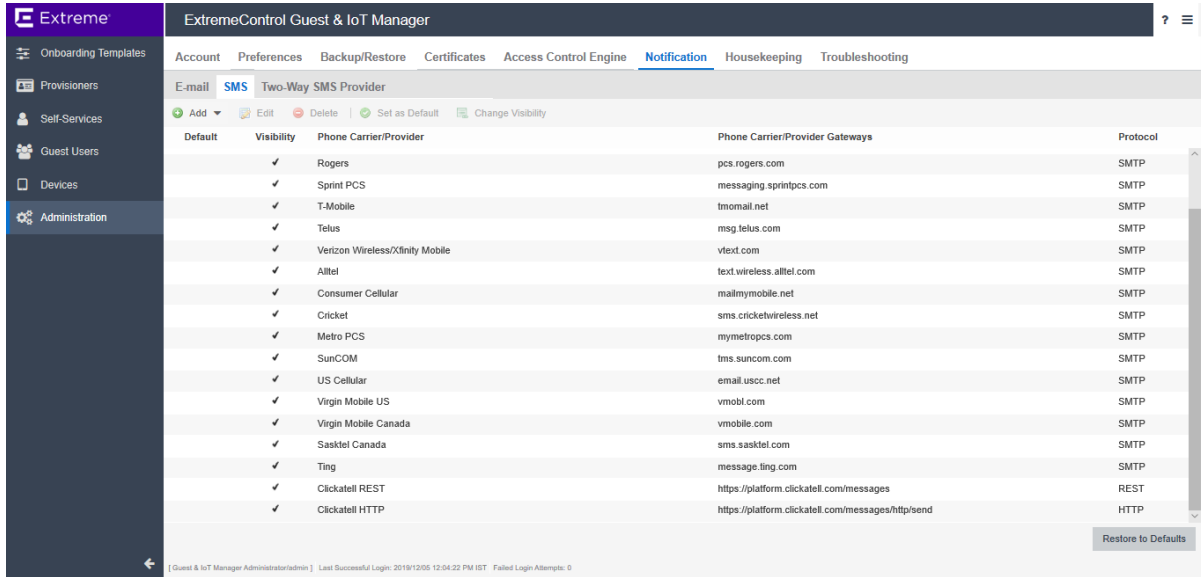 Extreme
ExtremeControl Guest & IoT Manager
?
Onboarding Templates
Provisioners
Self-Services
Guest Users
Devices
Administration
Account Preferences Backup/Restore Certificates Access Control Engine Notification Housekeeping Troubleshooting
E-mail SMS Two-Way SMS Provider
Add Edit Delete Set as Default Change Visibility
Default Visibility Phone Carrier/Provider Phone Carrier/Provider Gateways Protocol
Rogers pcs.rogers.com SMTP
Sprint PCS messaging.sprintpcs.com SMTP
T-Mobile tmomail.net SMTP
Telus msg.telus.com SMTP
Verizon Wireless/Xfinity Mobile vtext.com SMTP
Alltel text.wireless.alltel.com SMTP
Consumer Cellular mailmymobile.net SMTP
Cricket sms.cricketwireless.net SMTP
Metro PCS mymetropcs.com SMTP
SunCOM tms.suncom.com SMTP
US Cellular email.uscc.net SMTP
Virgin Mobile US vmobl.com SMTP
Virgin Mobile Canada vmobile.com SMTP
Sasktel Canada sms.sasktel.com SMTP
Ting message.ting.com SMTP
Clickatell REST https://platform.clickatell.com/messages REST
Clickatell HTTP https://platform.clickatell.com/messages/http/send HTTP
Restore to Defaults
[ Guest & IoT Manager Administrator/admin ] Last Successful Login: 2019/12/05 12:04:22 PM IST Failed Login Attempts: 0